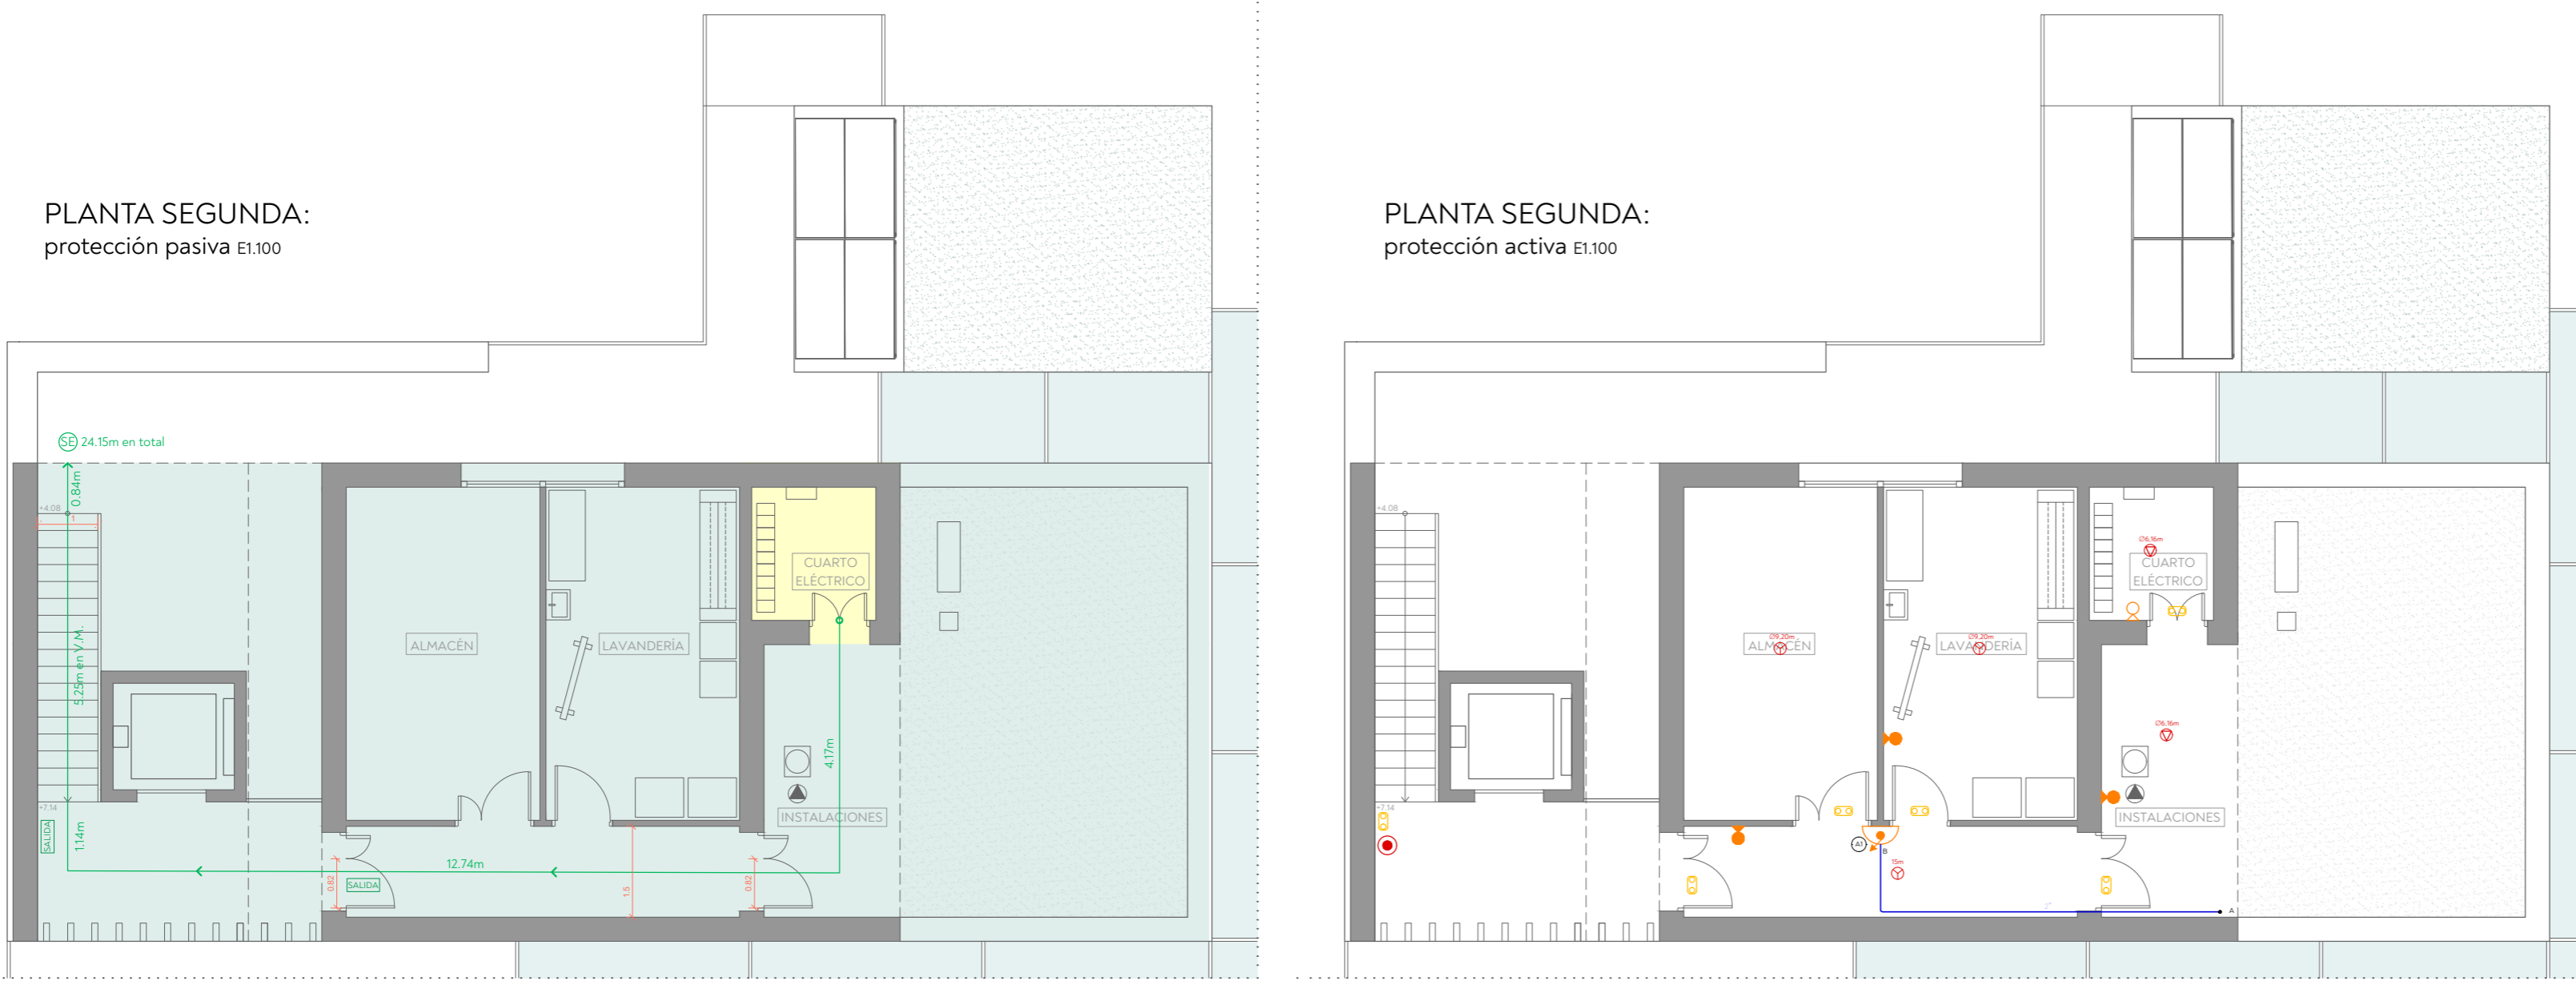 PLANTA SEGUNDA:
protección pasiva E1.100
SE 24.15m en total
0.84m
+4.08
1
5.25m en V.M.
+7.14
SALIDA
1.14m
ALMACÉN
LAVANDERÍA
CUARTO
ELÉCTRICO
4.17m
INSTALACIONES
12.74m
0.82
SALIDA
1.5
0.82
PLANTA SEGUNDA:
protección activa E1.100
+4.08
+7.14
Ø9,20m
ALMACÉN
Ø9,20m
LAVANDERÍA
Ø6,16m
CUARTO
ELÉCTRICO
Ø6,16m
INSTALACIONES
A1
B
15m
A